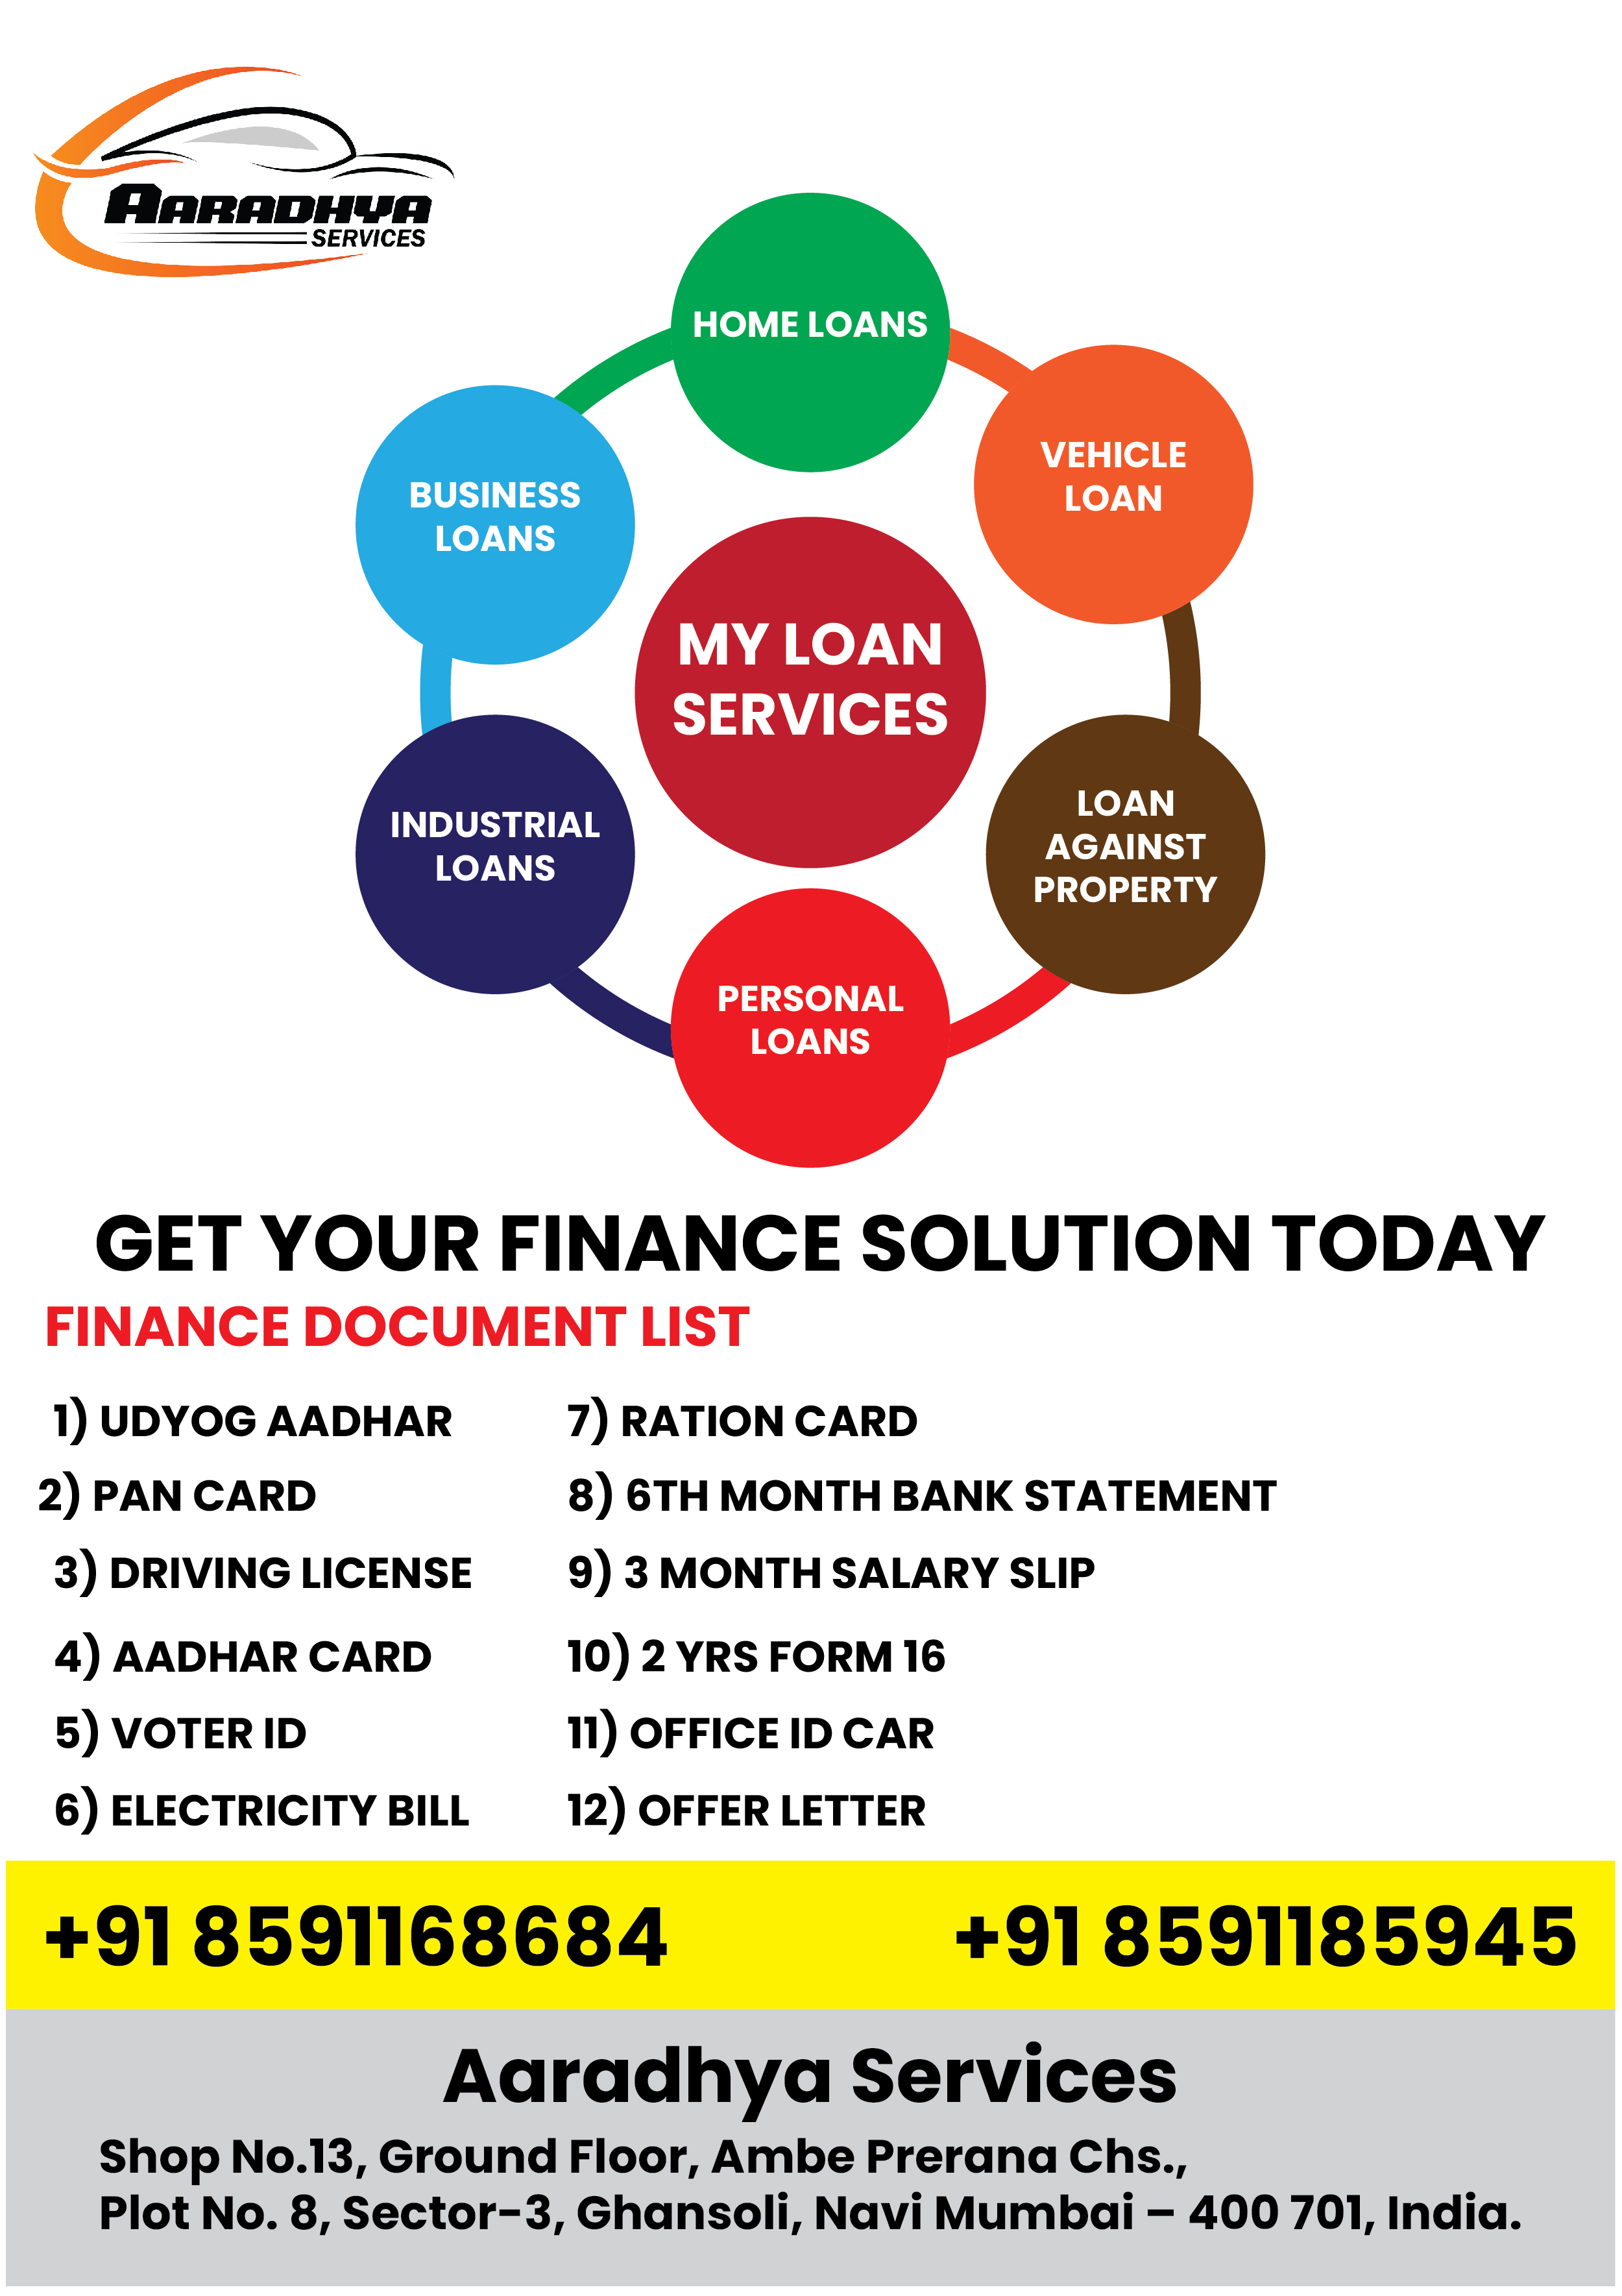 AARADHYA
SERVICES
HOME LOANS
VEHICLE
LOAN
BUSINESS
LOANS
MY LOAN
SERVICES
LOAN
AGAINST
PROPERTY
INDUSTRIAL
LOANS
PERSONAL
LOANS
GET YOUR FINANCE SOLUTION TODAY
FINANCE DOCUMENT LIST
1) UDYOG AADHAR
2) PAN CARD
3) DRIVING LICENSE
4) AADHAR CARD
5) VOTER ID
6) ELECTRICITY BILL
7) RATION CARD
8) 6TH MONTH BANK STATEMENT
9) 3 MONTH SALARY SLIP
10) 2 YRS FORM 16
11) OFFICE ID CAR
12) OFFER LETTER
+91 8591168684
+91 8591185945
Aaradhya Services
Shop No.13, Ground Floor, Ambe Prerana Chs.,
Plot No. 8, Sector-3, Ghansoli, Navi Mumbai – 400 701, India.